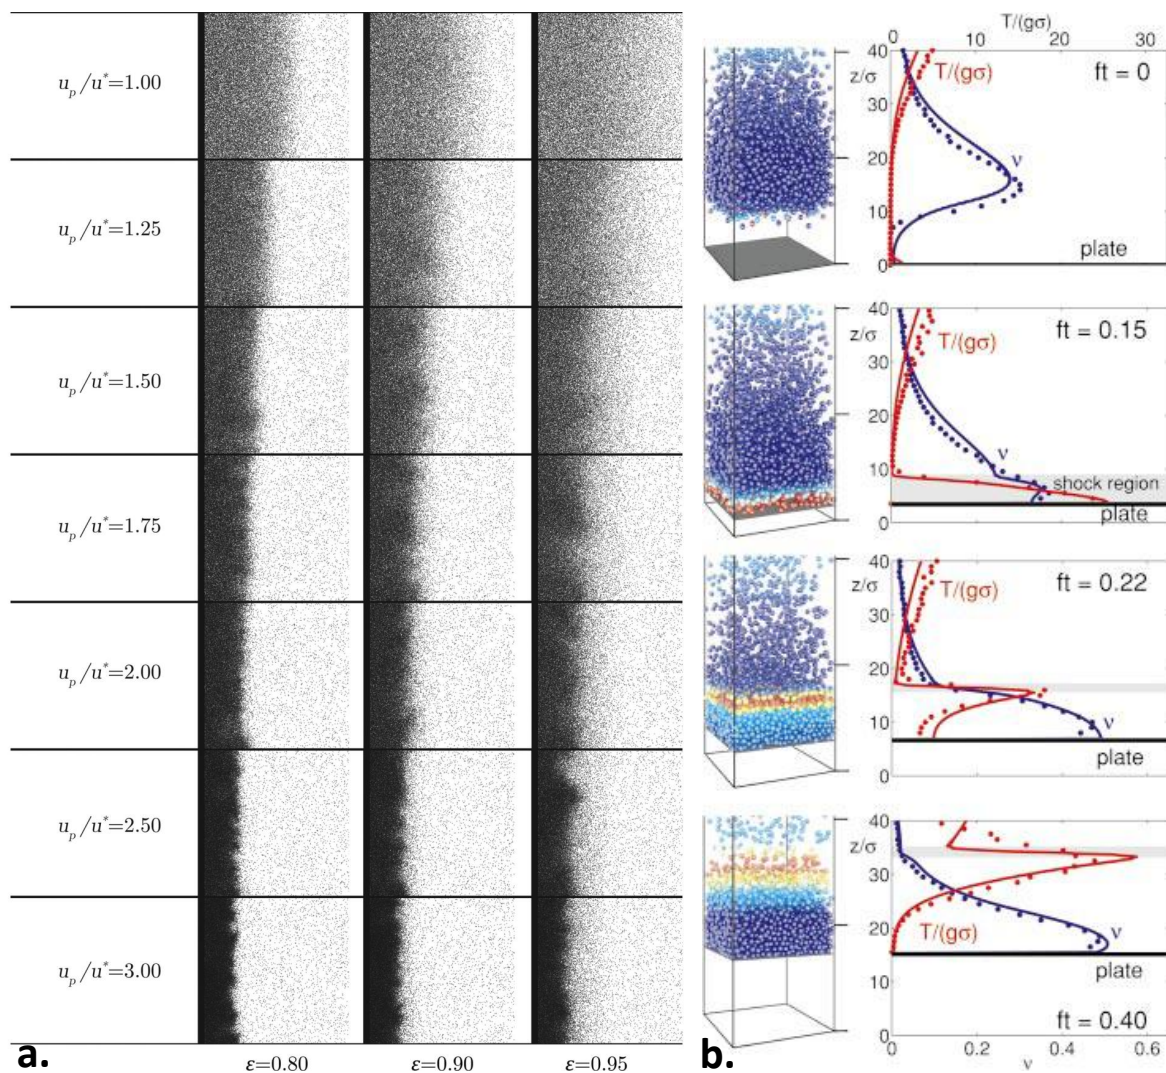 u_p/u*=1.00
u_p/u*=1.25
u_p/u*=1.50
u_p/u*=1.75
u_p/u*=2.00
u_p/u*=2.50
u_p/u*=3.00
ε=0.80 ε=0.90 ε=0.95
a.
T/(gσ)
0 10 20 30
z/σ
40
30
20
10
0
T/(gσ)
ft = 0
ν
plate
z/σ
40
30
20
10
0
T/(gσ)
ft = 0.15
ν
shock region
plate
z/σ
40
30
20
10
0
T/(gσ)
ft = 0.22
ν
plate
z/σ
40
30
20
10
T/(gσ)
ν
plate
ft = 0.40
0 0.2 0.4 0.6
ν
b.